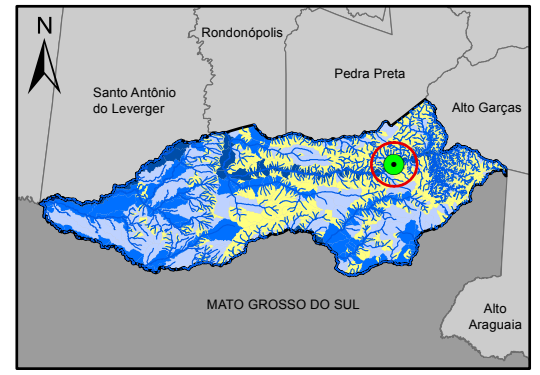 N
Rondonópolis
Pedra Preta
Santo Antônio
do Leverger
Alto Garças
MATO GROSSO DO SUL
Alto
Araguaia